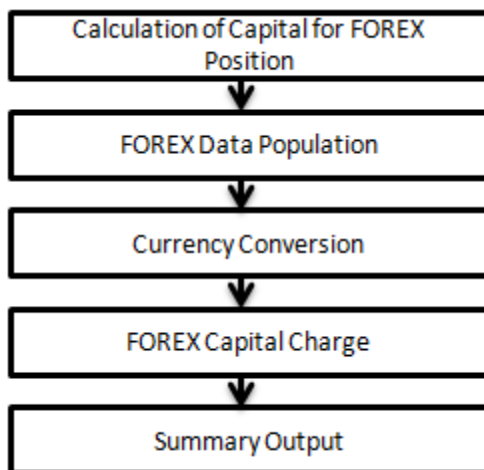 Calculation of Capital for FOREX
Position
FOREX Data Population
Currency Conversion
FOREX Capital Charge
Summary Output